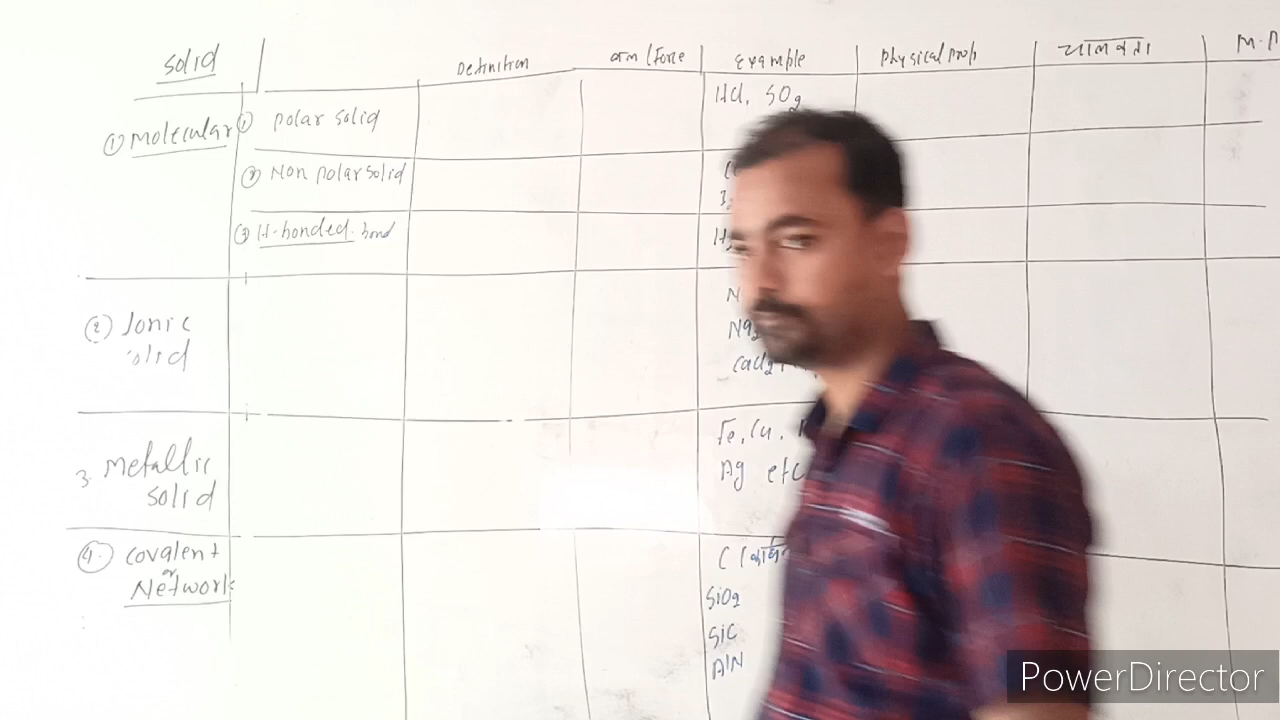 solid
Definition
बल / Force
Example
Physical Prop
चालकता
M.P
① Molecular
① Polar solid
HCl, SO2
② Non polar solid
③ H-bonded. bond
② Ionic
solid
CaCl2
3. Metallic
solid
Fe, Cu,
Ag etc
④. Covalent
or
Network
C
SiO2
SiC
AlN
PowerDirector